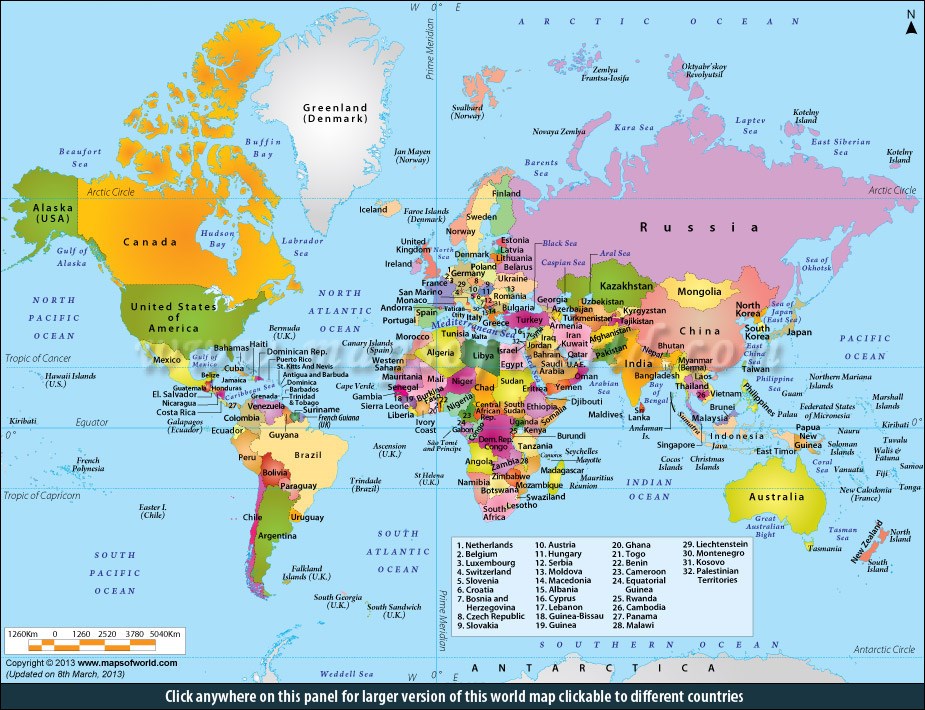 W 0° E
ARCTIC OCEAN
N
Prime Meridian
Greenland
(Denmark)
Svalbard
(Norway)
Zemlya
Frantsa-Iosifa
Oktyabr'skoy
Revolyutsii
Kotelny
Island
Novaya Zemlya
Kara Sea
Laptev
Sea
East Siberian
Sea
Kotelny
Island
Beaufort
Sea
Buffin
Bay
Jan Mayen
(Norway)
Barents
Sea
Arctic Circle
Arctic Circle
Alaska
(USA)
Iceland
Faroe Islands
(Denmark)
Finland
Sweden
Norway
Russia
Canada
Hudson
Bay
Labrador
Sea
Gulf of
Alaska
United
Kingdom
North
Sea
Ireland
Denmark
Estonia
Latvia
Lithuania
Belarus
Poland
Germany
Black Sea
Aral Sea
Caspian Sea
Sea of
Okhotsk
France
San Marino
Monaco
Andorra
Spain
Portugal
Vatican
City
Italy
Ukraine
Romania
Bulgaria
Greece
Turkey
Georgia
Azerbaijan
Armenia
Kazakhstan
Uzbekistan
Turkmenistan
Kyrgyzstan
Tajikistan
Mongolia
China
North
Korea
South
Korea
Sea of
Japan
(East Sea)
Japan
NORTH
PACIFIC
OCEAN
United States
of
America
NORTH
ATLANTIC
OCEAN
Mediterranean Sea
Malta
Tunisia
Morocco
Algeria
Libya
Egypt
Israel
Jordan
Iraq
Iran
Kuwait
Bahrain
Qatar
U.A.E.
Saudi
Arabia
Oman
Yemen
Afghanistan
Pakistan
Nepal
Bhutan
Bangladesh
India
Myanmar
(Berma)
Laos
Thailand
Vietnam
East
China
Sea
Taiwan
PACIFIC
OCEAN
Tropic of Cancer
Tropic of Cancer
Hawaii Islands
(U.S.)
Mexico
Gulf of
Mexico
Bermuda
(U.K.)
Bahamas
Haiti
Cuba
Dominican Rep.
Puerto Rico
St. Kitts And Nevis
Antigua and Barbuda
Dominica
Barbados
Trinidad
& Tobago
Jamaica
Belize
Guatemala
Honduras
El. Salvador
Nicaragua
Costa Rica
Caribbean Sea
Grenada
Canary Islands
(Spain)
Western
Sahara
Mauritania
Cape Verde
Senegal
Gambia
Sierra Leone
Liberia
Ivory
Coast
Mali
Burkina
Faso
Niger
Nigeria
Chad
Sudan
Eritrea
Djibouti
Ethiopia
Somalia
Central
African Rep.
South
Sudan
Arabian
Sea
Bay
of
Bengal
Sri
Lanka
Maldives
Andaman
Is.
Philippine
Sea
Philippines
Guam
Northern Mariana
Islands
Marshall
Islands
Palau
Federated States
of Micronesia
Brunei
Malaysia
Singapore
Sumatra
Java
Indonesia
East Timor
Papua
New
Guinea
Nauru
Kiribati
Kiribati
Equator
Galapagos
(Ecuador)
Venezuela
Suriname
French Guiana
(UK)
Colombia
Ecuador
Guyana
Peru
Brazil
Bolivia
Paraguay
Chile
Argentina
Uruguay
Gabon
Congo
São Tomé
and Principe
Dem.Rep.
Congo
Uganda
Kenya
Burundi
Tanzania
Seychelles
Comoros
Mayotte
Mauritius
Reunion
Madagascar
Mozambique
Angola
Zambia
Zimbabwe
Namibia
Botswana
Swaziland
Lesotho
South
Africa
Ascension
(U.K.)
St Helena
(U.K.)
Trindade
(Brazil)
Cocos
Islands
Christmas
Islands
INDIAN
OCEAN
Solomon
Islands
Tuvalu
Walis &
Fatuna
Samoa
Coral
Sea
Vanuatu
Fiji
Tonga
New Calodonia
(France)
French
Polynesia
Tropic of Capricorn
Easter I.
(Chile)
Australia
Great
Australian
Bight
Tasman
Sea
Tasmania
New Zealand
North
Island
South
Island
SOUTH
PACIFIC
OCEAN
SOUTH
ATLANTIC
OCEAN
Falkland
Islands (U.K.)
South Georgia
(U.K.)
South Sandwich
(U.K.)
Prime Meridian
1. Netherlands
2. Belgium
3. Luxembourg
4. Switzerland
5. Slovenia
6. Croatia
7. Bosnia and
Herzegovina
8. Czech Republic
9. Slovakia
10. Austria
11. Hungary
12. Serbia
13. Moldova
14. Macedonia
15. Albania
16. Cyprus
17. Lebanon
18. Guinea-Bissau
19. Guinea
20. Ghana
21. Togo
22. Benin
23. Cameroon
24. Equatorial
Guinea
25. Rwanda
26. Cambodia
27. Panama
28. Malawi
29. Liechtenstein
30. Montenegro
31. Kosovo
32. Palestinian
Territories
SOUTHERN OCEAN
Antarctic Circle
ANTARCTICA
Weddell Sea
W 0° E
1260Km 0 1260 2520 3780 5040Km
Copyright © 2013 www.mapsofworld.com
(Updated on 8th March, 2013)
Click anywhere on this panel for larger version of this world map clickable to different countries